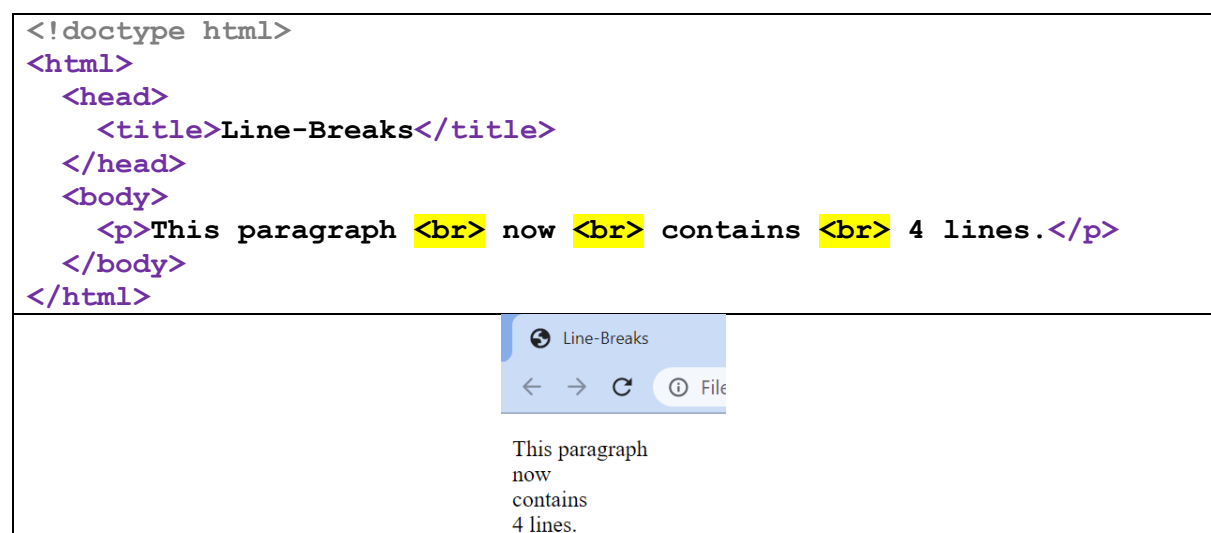 <!doctype html>
<html>
  <head>
    <title>Line-Breaks</title>
  </head>
  <body>
    <p>This paragraph <br> now <br> contains <br> 4 lines.</p>
  </body>
</html>
Line-Breaks
File
This paragraph
now
contains
4 lines.